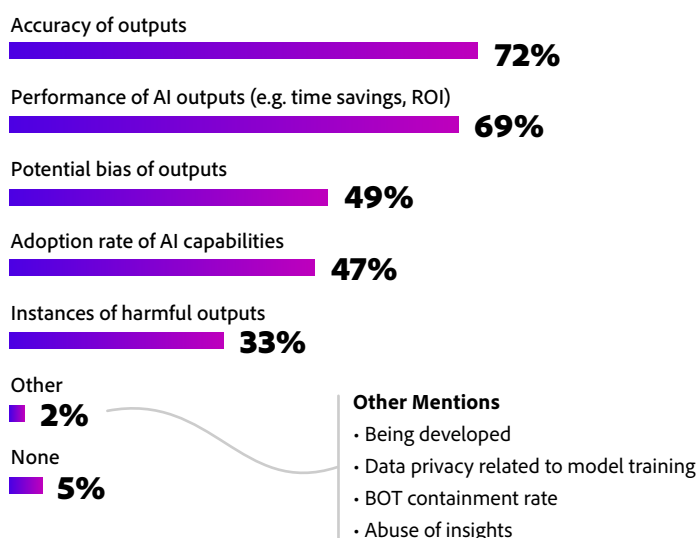 Accuracy of outputs
72%
Performance of AI outputs (e.g. time savings, ROI)
69%
Potential bias of outputs
49%
Adoption rate of AI capabilities
47%
Instances of harmful outputs
33%
Other
2%
None
5%
Other Mentions
• Being developed
• Data privacy related to model training
• BOT containment rate
• Abuse of insights